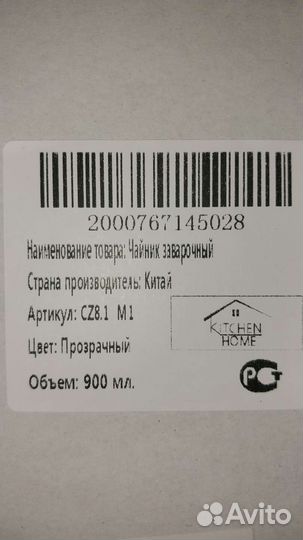 2000767145028
Наименование товара: Чайник заварочный
Страна производитель: Китай
Артикул: CZ8.1 M1
KITCHEN
HOME
Цвет: Прозрачный
Объем: 900 мл.
РСТ
Avito